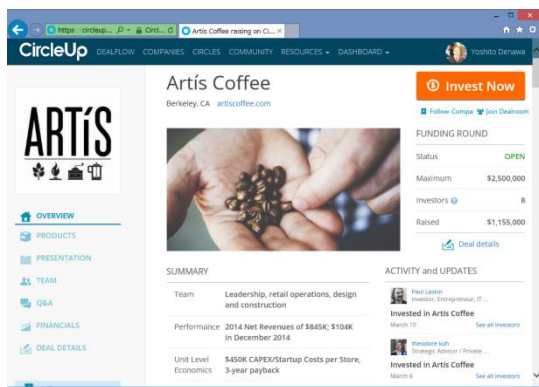 https circleup...
Circl...
Artís Coffee raising on Ci...
CircleUp DEALFLOW COMPANIES CIRCLES COMMUNITY RESOURCES DASHBOARD Yoshito Denawa
Artís Coffee
Berkeley, CA artiscoffee.com
Invest Now
Follow Compa Join Dealroom
ARTíS
FUNDING ROUND
Status OPEN
Maximum $2,500,000
Investors 8
Raised $1,155,000
Deal details
OVERVIEW
PRODUCTS
PRESENTATION
TEAM
Q&A
FINANCIALS
DEAL DETAILS
SUMMARY
Team Leadership, retail operations, design
and construction
Performance 2014 Net Revenues of $845K; $104K
in December 2014
Unit Level $450K CAPEX/Startup Costs per Store,
Economics 3-year payback
ACTIVITY and UPDATES
Paul Laskin
Investor, Entrepreneur, IT ...
Invested in Artis Coffee
March 10 See all investors
theodore kuh
Strategic Advisor / Private ...
Invested in Artis Coffee
March 6 See all investors